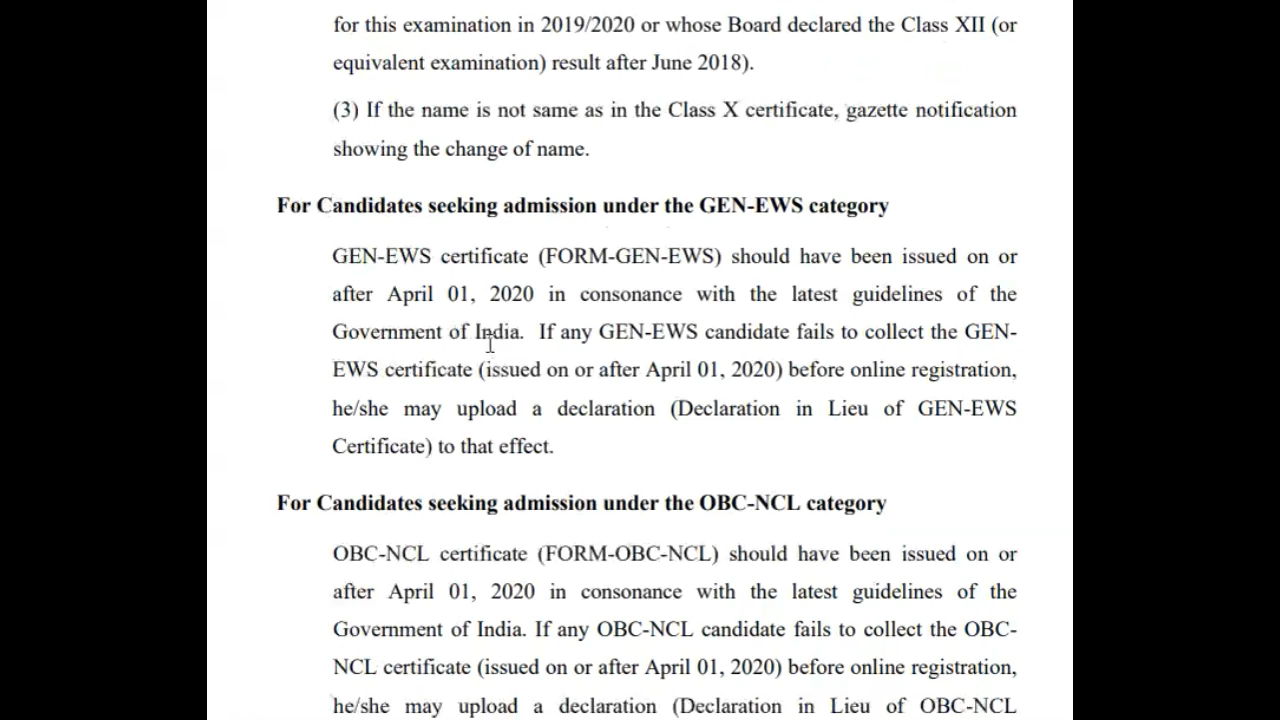 for this examination in 2019/2020 or whose Board declared the Class XII (or
equivalent examination) result after June 2018).
(3) If the name is not same as in the Class X certificate, gazette notification
showing the change of name.
For Candidates seeking admission under the GEN-EWS category
GEN-EWS certificate (FORM-GEN-EWS) should have been issued on or
after April 01, 2020 in consonance with the latest guidelines of the
Government of India. If any GEN-EWS candidate fails to collect the GEN-
EWS certificate (issued on or after April 01, 2020) before online registration,
he/she may upload a declaration (Declaration in Lieu of GEN-EWS
Certificate) to that effect.
For Candidates seeking admission under the OBC-NCL category
OBC-NCL certificate (FORM-OBC-NCL) should have been issued on or
after April 01, 2020 in consonance with the latest guidelines of the
Government of India. If any OBC-NCL candidate fails to collect the OBC-
NCL certificate (issued on or after April 01, 2020) before online registration,
he/she may upload a declaration (Declaration in Lieu of OBC-NCL